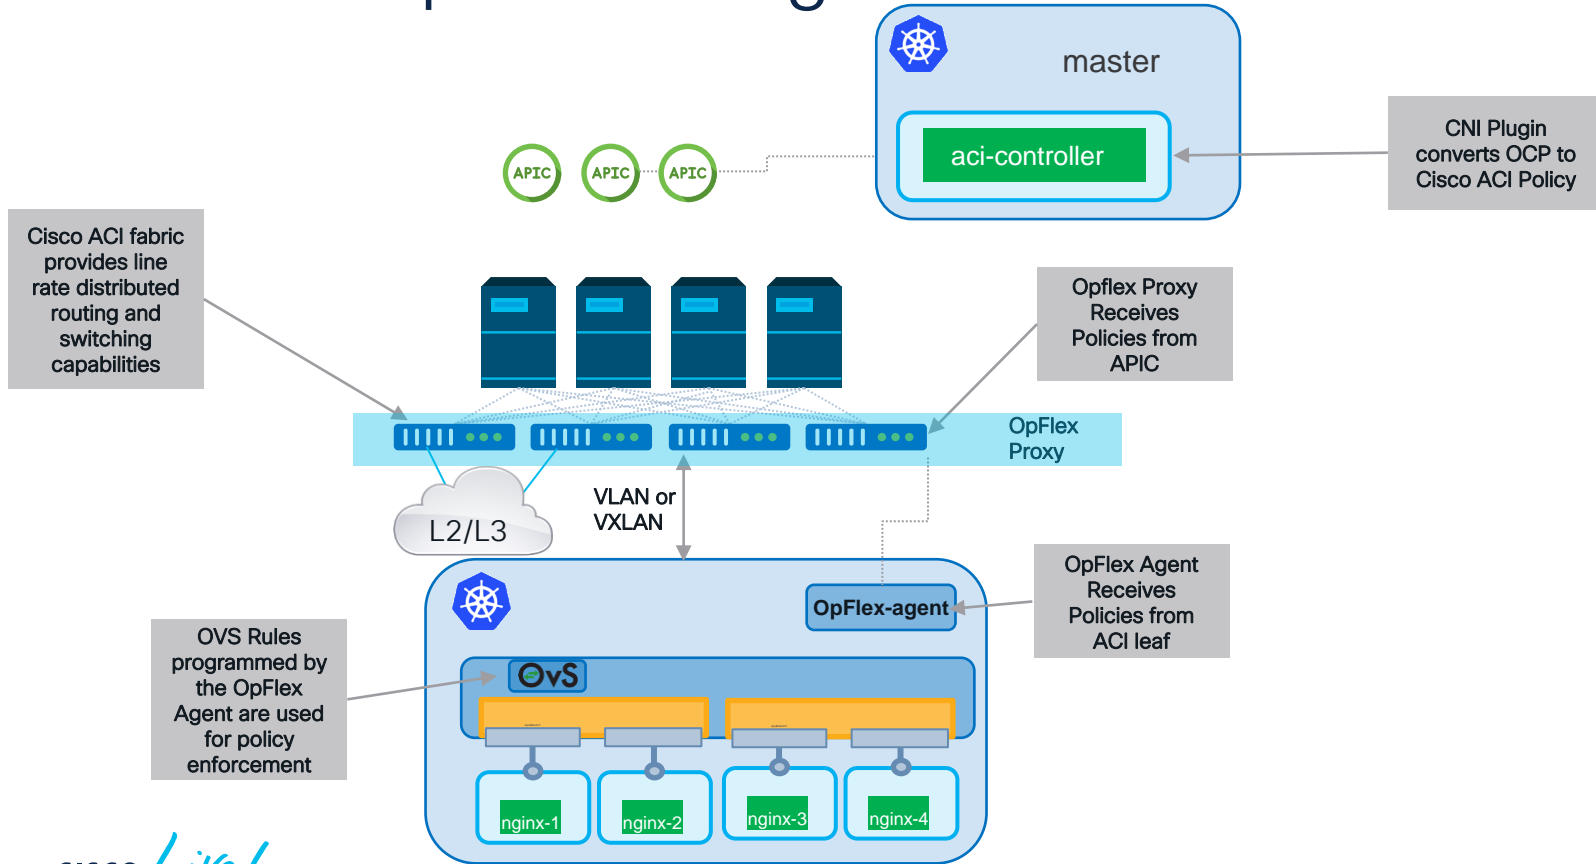 master
aci-controller
CNI Plugin
converts OCP to
Cisco ACI Policy
APIC
APIC
APIC
Cisco ACI fabric
provides line
rate distributed
routing and
switching
capabilities
Opflex Proxy
Receives
Policies from
APIC
OpFlex
Proxy
L2/L3
VLAN or
VXLAN
OpFlex-agent
OpFlex Agent
Receives
Policies from
ACI leaf
OVS Rules
programmed by
the OpFlex
Agent are used
for policy
enforcement
OvS
nginx-1
nginx-2
nginx-3
nginx-4